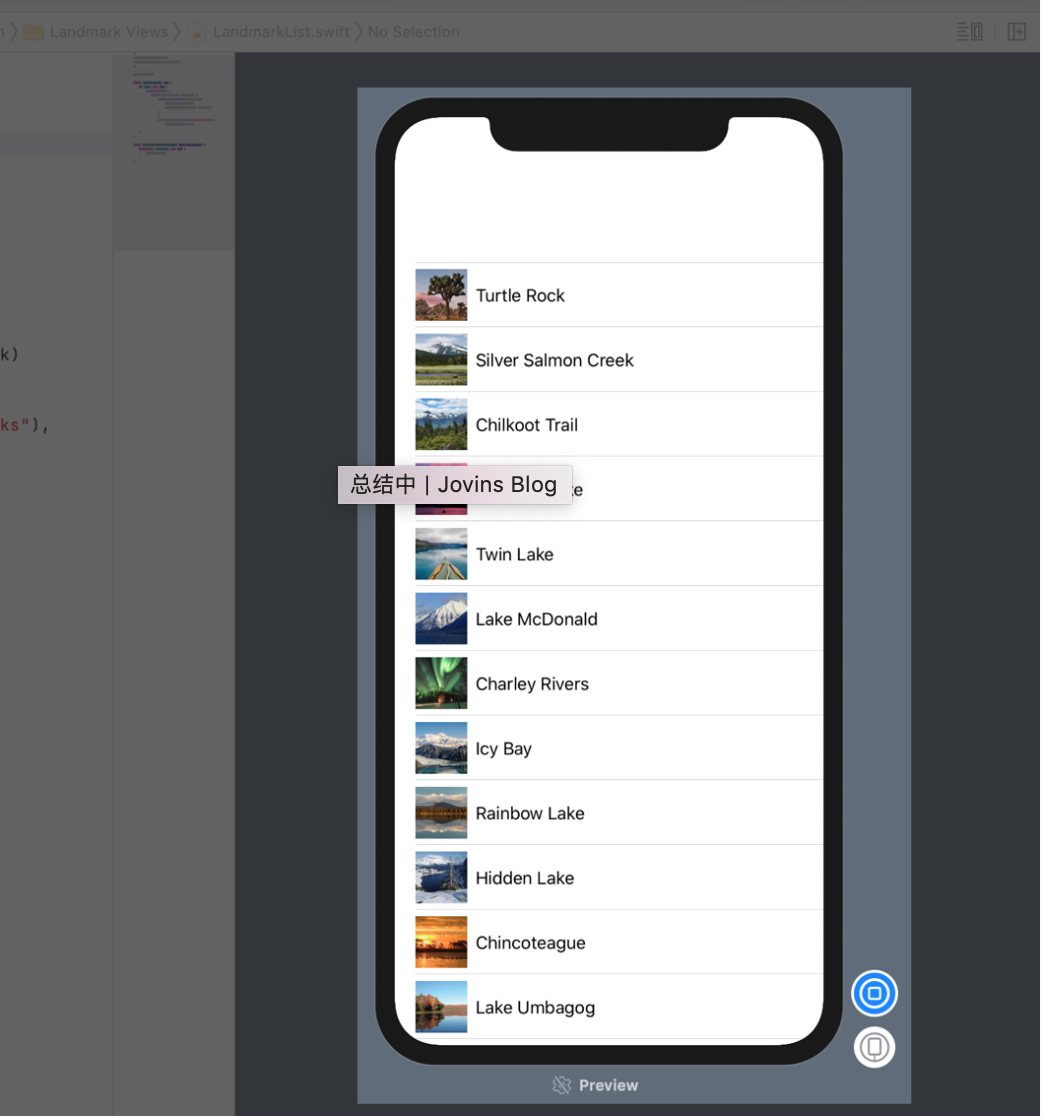 Landmark Views
LandmarkList.swift
No Selection
k)
ks"),
Turtle Rock
Silver Salmon Creek
Chilkoot Trail
总结中 | Jovins Blog
Twin Lake
Lake McDonald
Charley Rivers
Icy Bay
Rainbow Lake
Hidden Lake
Chincoteague
Lake Umbagog
Preview